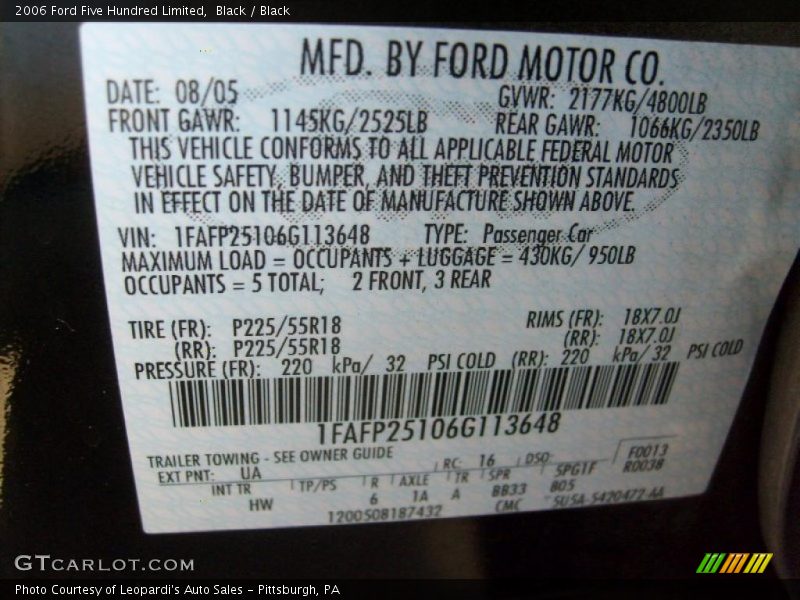 2006 Ford Five Hundred Limited, Black / Black
MFD. BY FORD MOTOR CO.
DATE: 08/05 GVWR: 2177KG/4800LB
FRONT GAWR: 1145KG/2525LB REAR GAWR: 1066KG/2350LB
THIS VEHICLE CONFORMS TO ALL APPLICABLE FEDERAL MOTOR
VEHICLE SAFETY, BUMPER, AND THEFT PREVENTION STANDARDS
IN EFFECT ON THE DATE OF MANUFACTURE SHOWN ABOVE.
VIN: 1FAFP25106G113648 TYPE: Passenger Car
MAXIMUM LOAD = OCCUPANTS + LUGGAGE = 430KG/ 950LB
OCCUPANTS = 5 TOTAL; 2 FRONT, 3 REAR
TIRE (FR): P225/55R18 RIMS (FR): 18X7.0J
(RR): P225/55R18 (RR): 18X7.0J
PRESSURE (FR): 220 kPa/ 32 PSI COLD (RR): 220 kPa/ 32 PSI COLD
1FAFP25106G113648
TRAILER TOWING - SEE OWNER GUIDE
EXT PNT: UA RC: 16 DSO: F0013
R0038
INT TR TP/PS R AXLE TR SPR SPGTF
HW 6 1A A BB33 B05
1200508187432 CMC 5U5A-5420472-AA
GTCARLOT.COM
Photo Courtesy of Leopardi's Auto Sales - Pittsburgh, PA